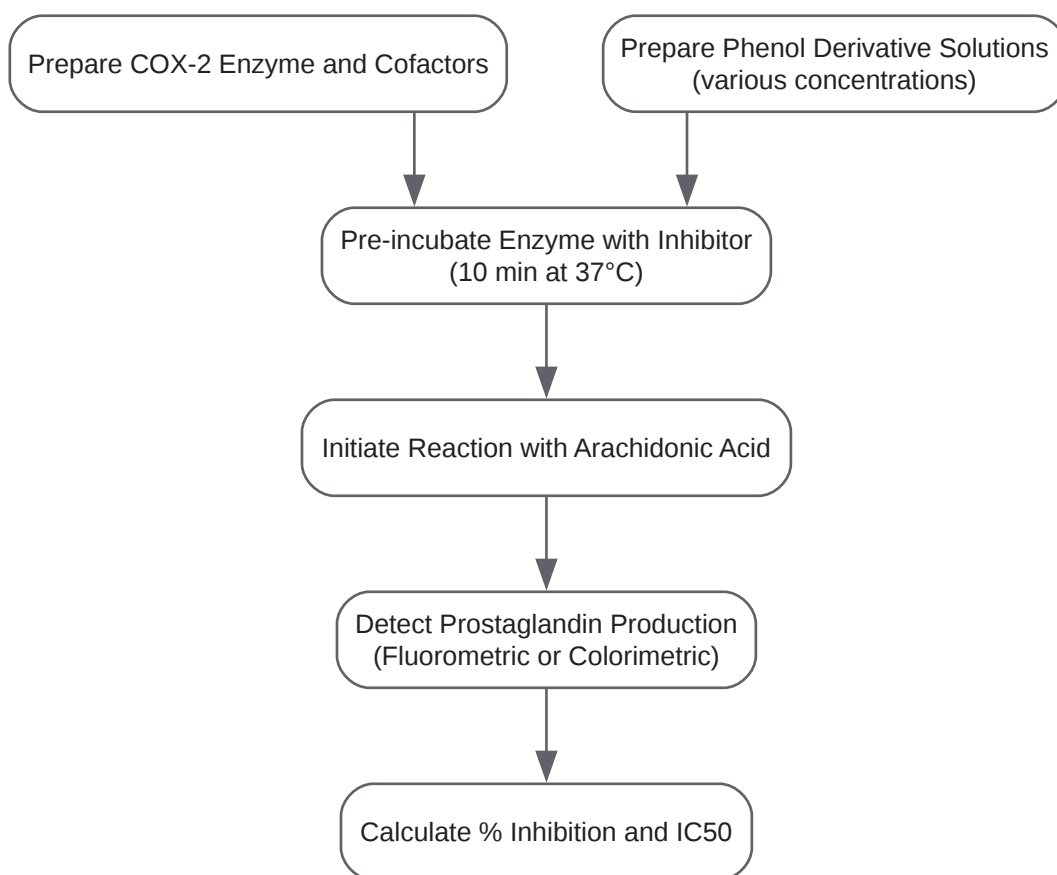 Prepare COX-2 Enzyme and Cofactors
Prepare Phenol Derivative Solutions
(various concentrations)
Pre-incubate Enzyme with Inhibitor
(10 min at 37°C)
Initiate Reaction with Arachidonic Acid
Detect Prostaglandin Production
(Fluorometric or Colorimetric)
Calculate % Inhibition and IC50